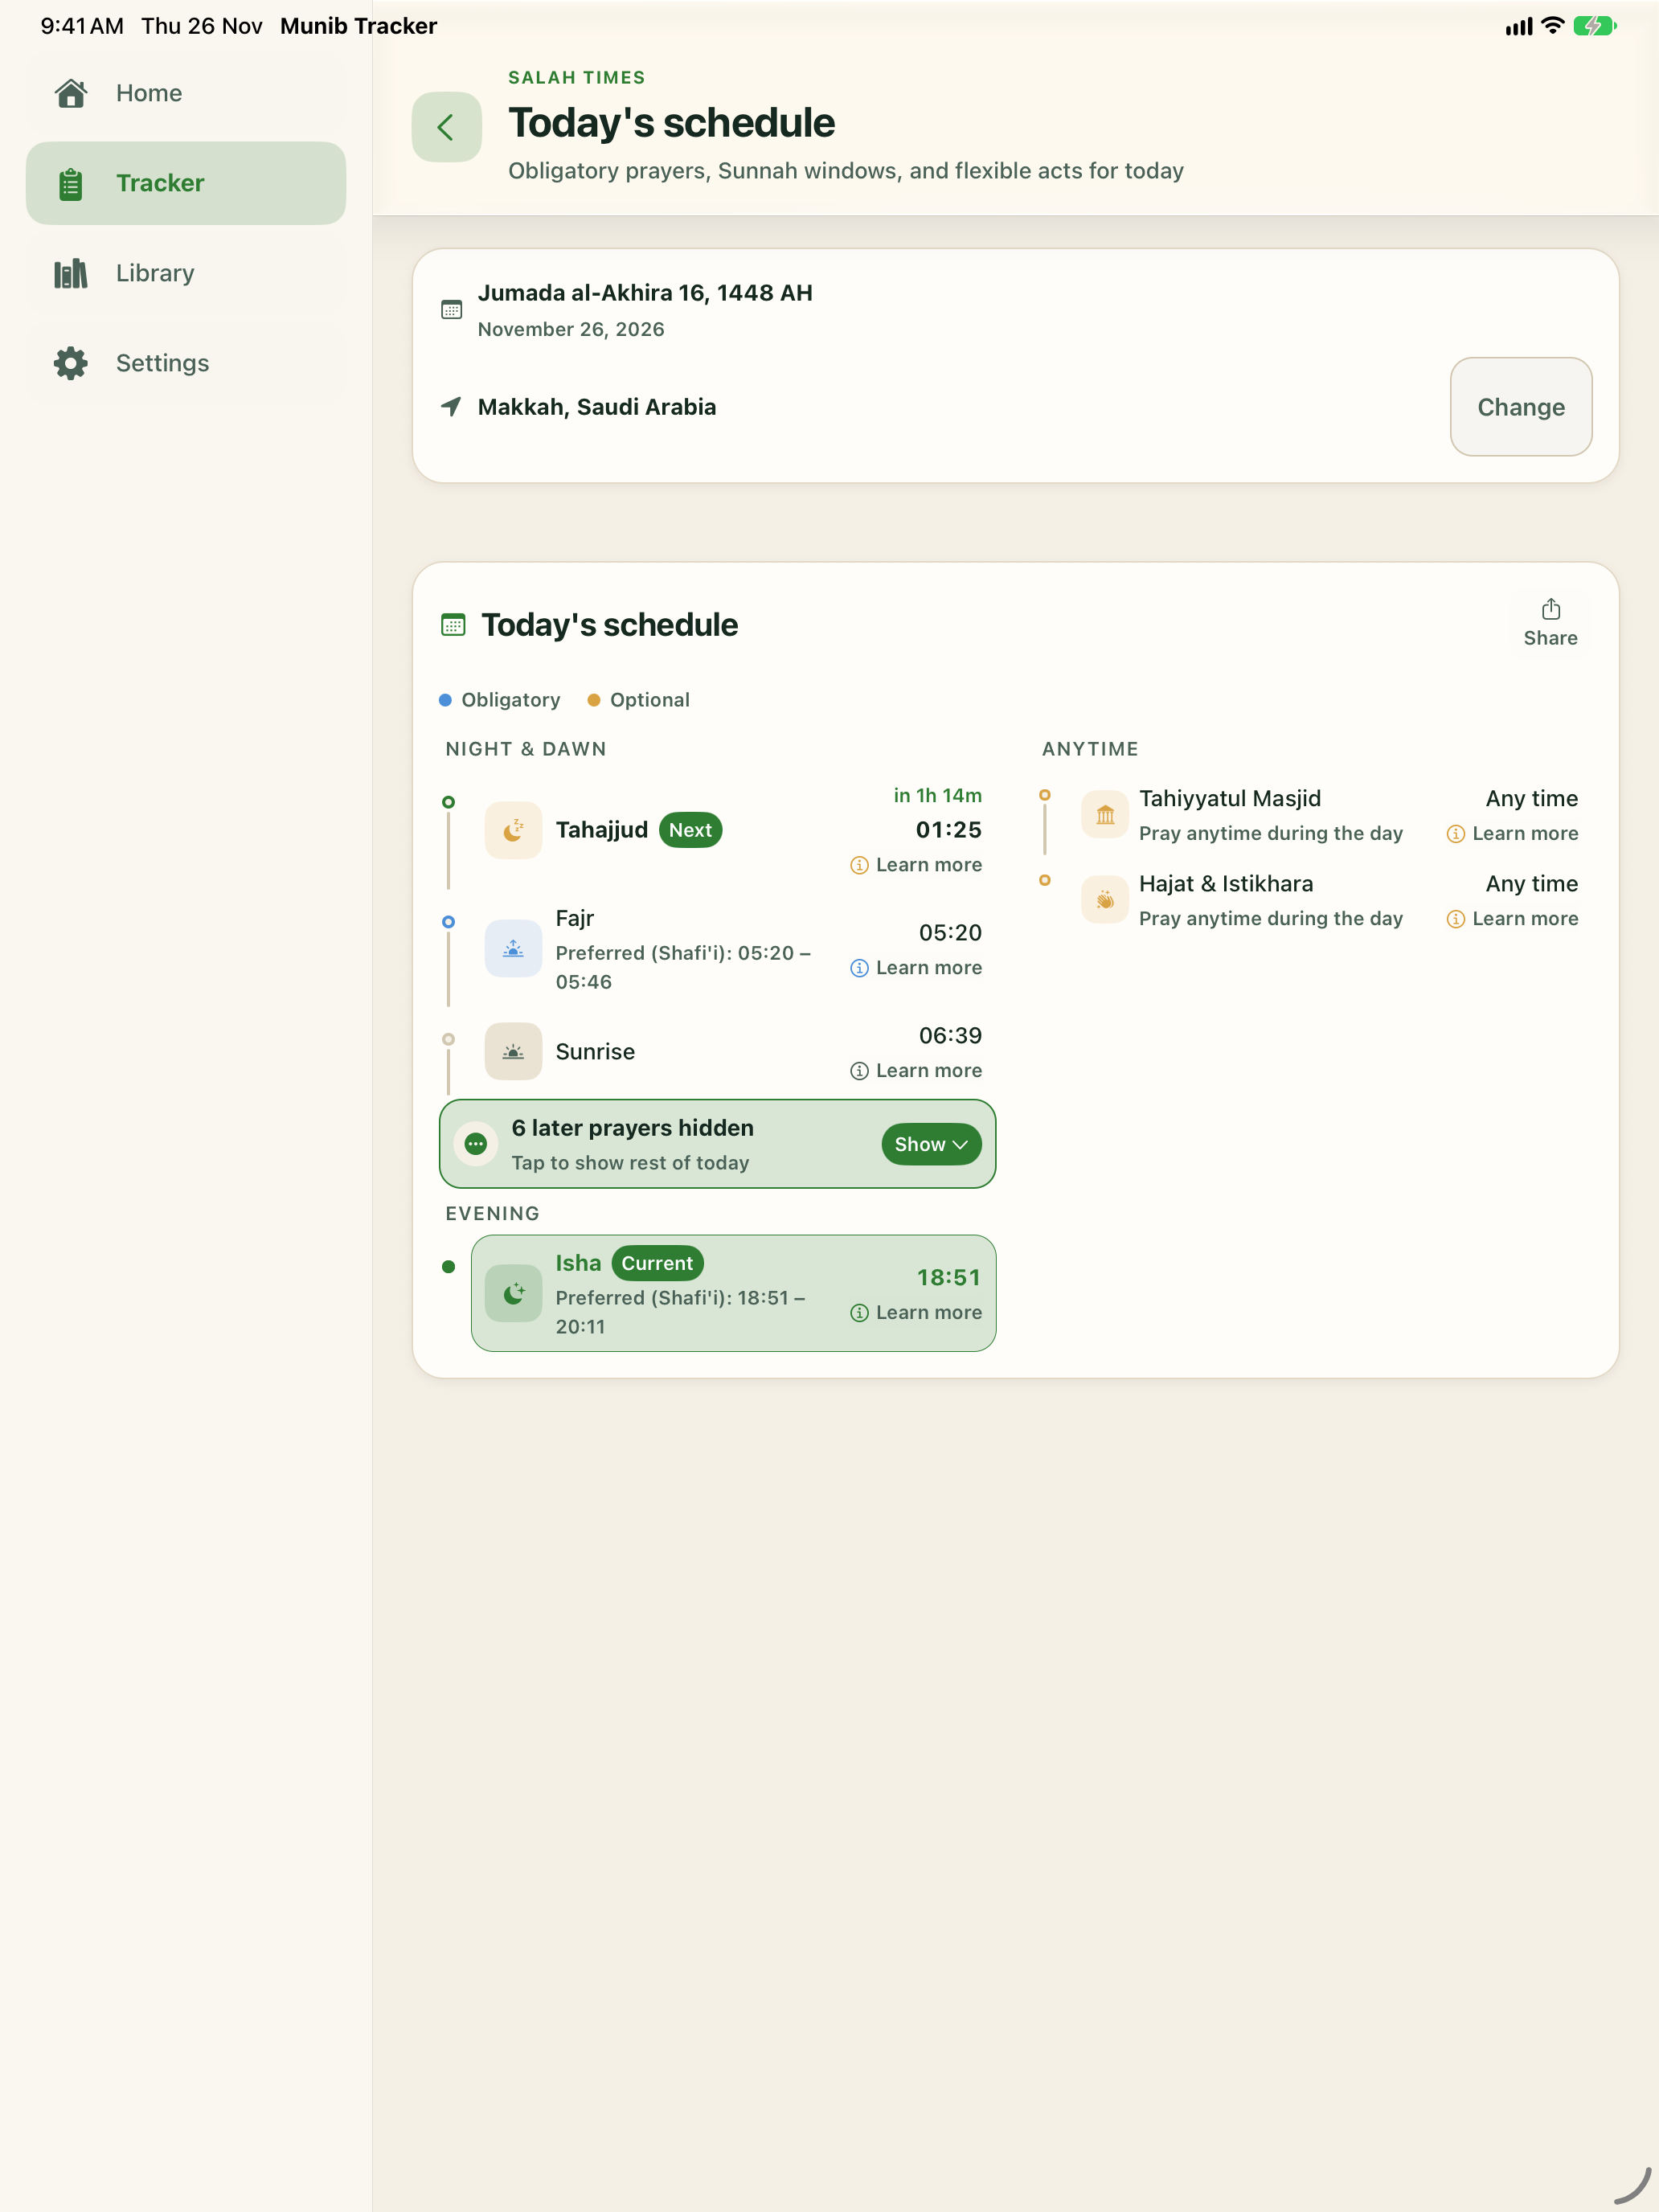 9:41 AM Thu 26 Nov Munib Tracker
Home
Tracker
Library
Settings
SALAH TIMES
Today's schedule
Obligatory prayers, Sunnah windows, and flexible acts for today
Jumada al-Akhira 16, 1448 AH
November 26, 2026
Makkah, Saudi Arabia
Change
Today's schedule
Share
Obligatory
Optional
NIGHT & DAWN
in 1h 14m
Tahajjud Next 01:25
Learn more
Fajr
05:20
Preferred (Shafi'i): 05:20 –
05:46
Learn more
Sunrise
06:39
Learn more
6 later prayers hidden
Tap to show rest of today
Show
EVENING
Isha Current
18:51
Preferred (Shafi'i): 18:51 –
20:11
Learn more
ANYTIME
Tahiyyatul Masjid
Any time
Pray anytime during the day
Learn more
Hajat & Istikhara
Any time
Pray anytime during the day
Learn more